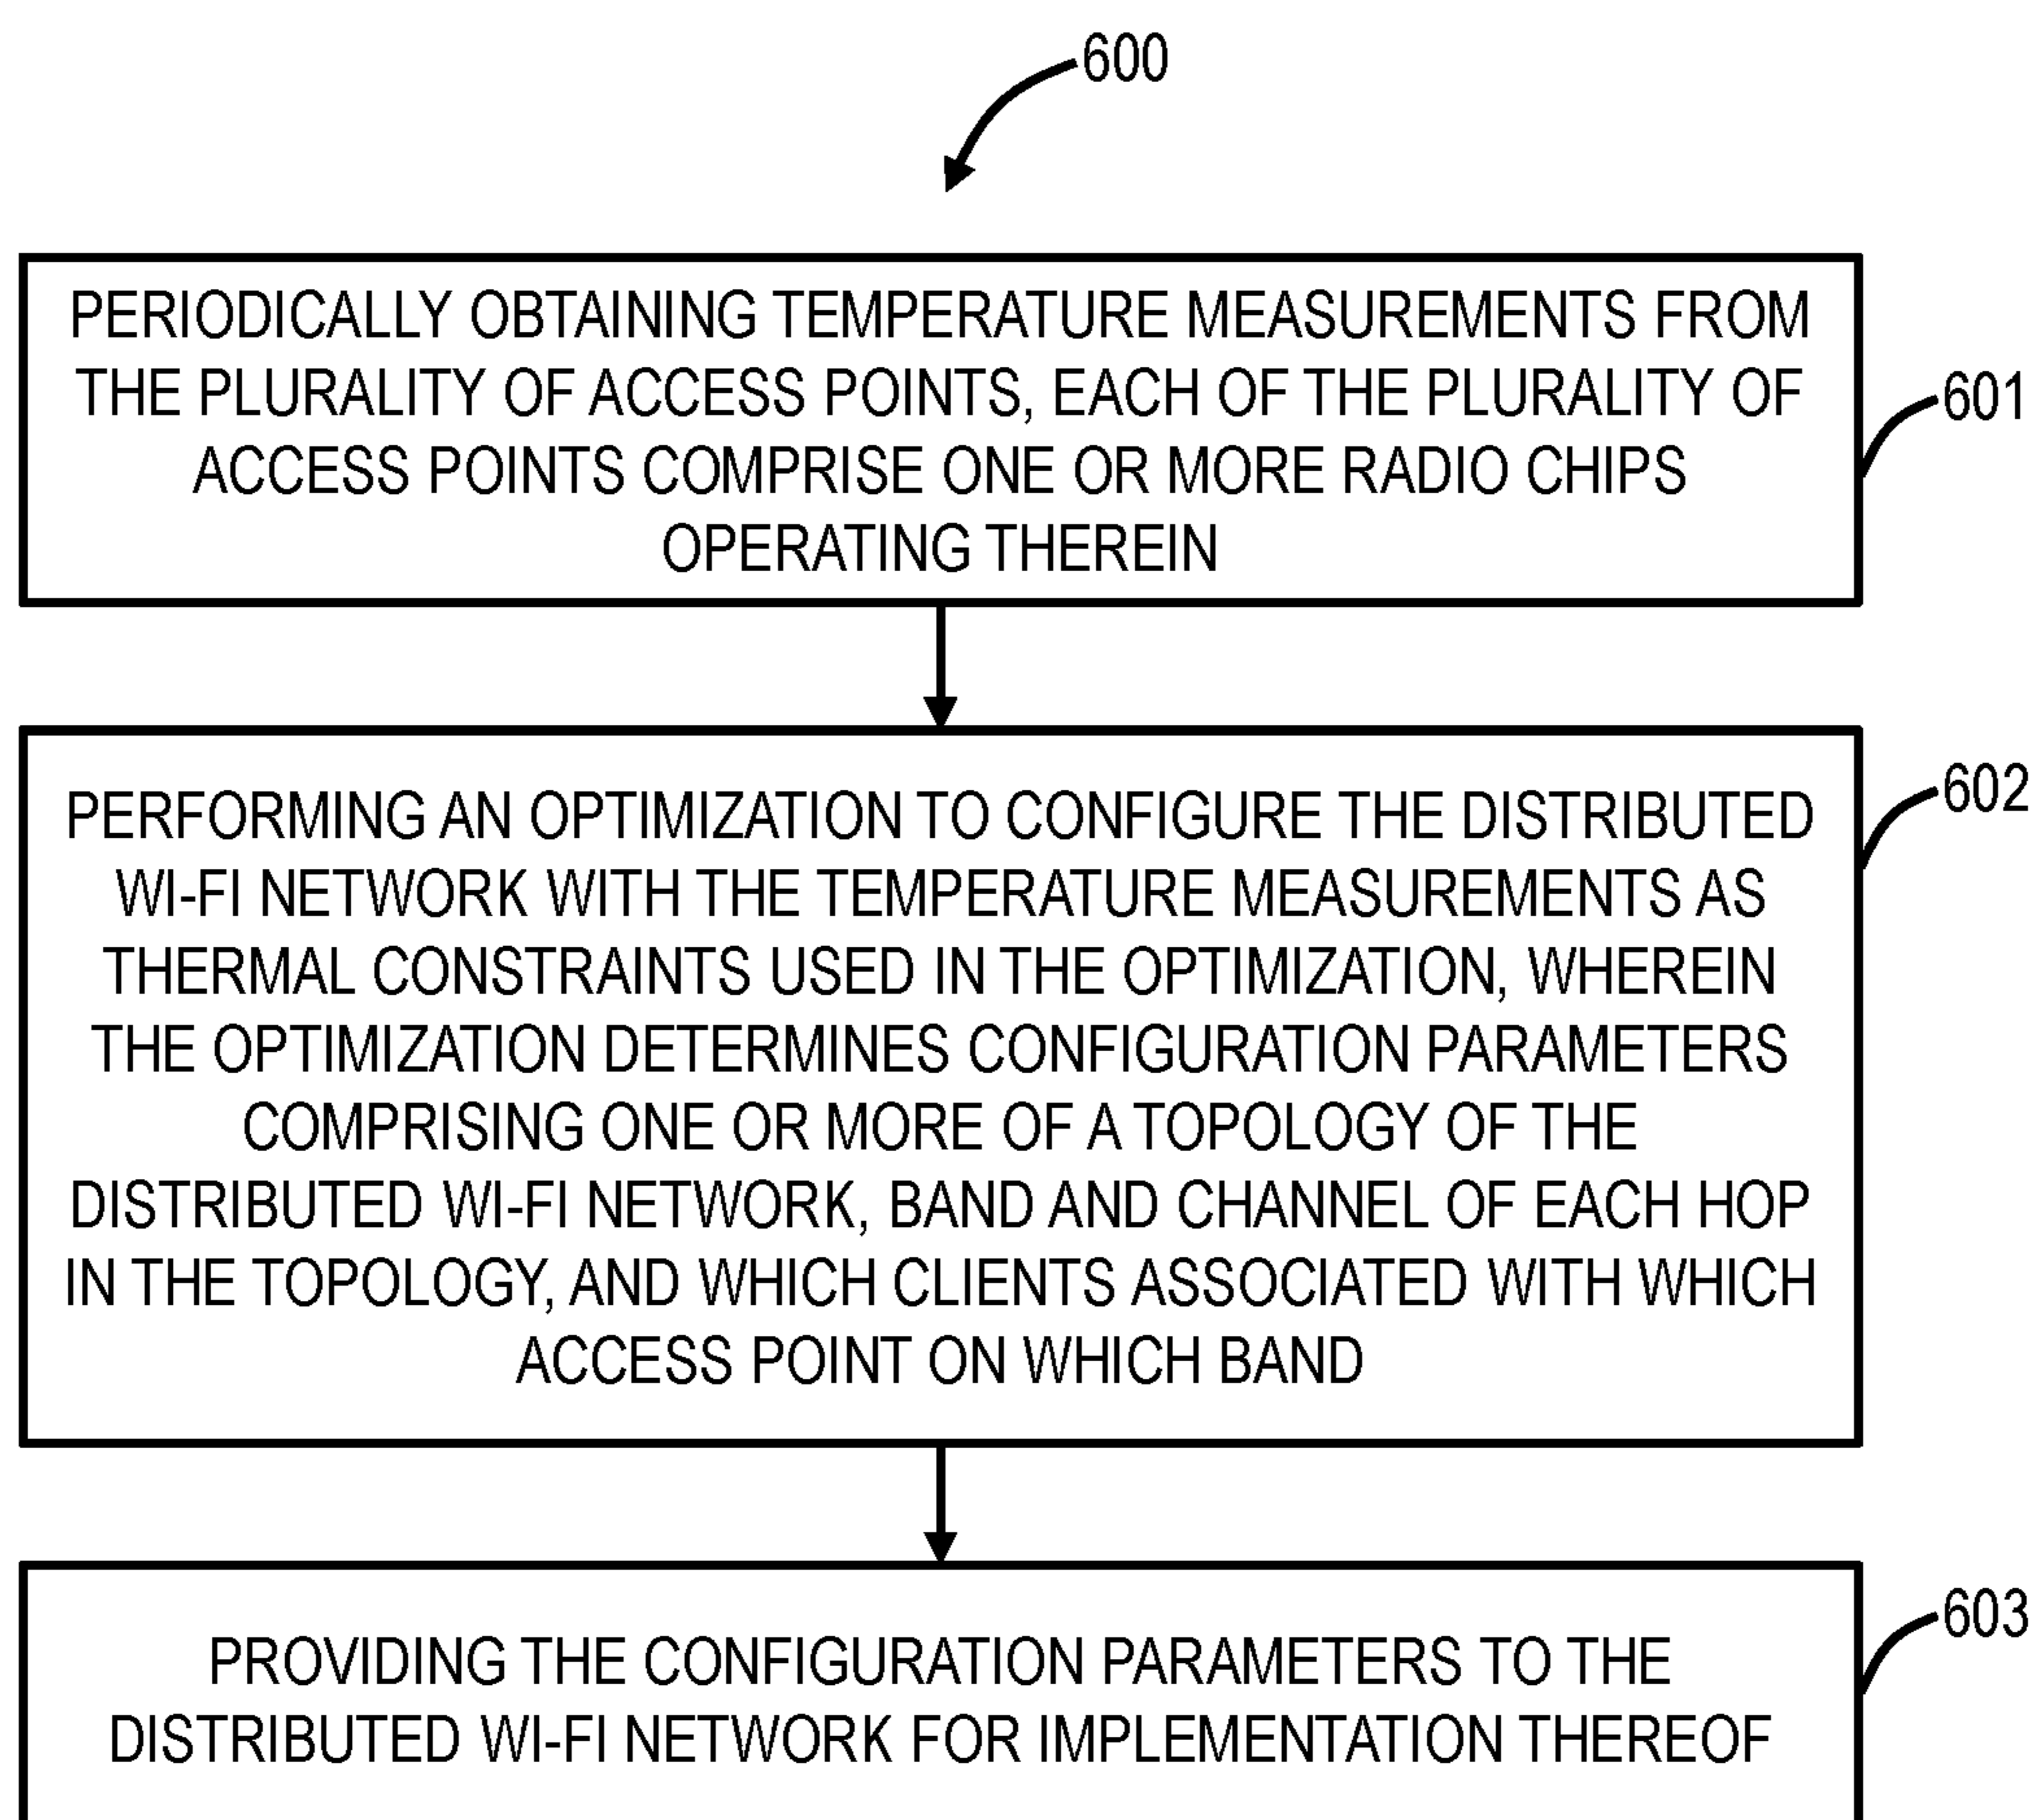 600
PERIODICALLY OBTAINING TEMPERATURE MEASUREMENTS FROM
THE PLURALITY OF ACCESS POINTS, EACH OF THE PLURALITY OF
ACCESS POINTS COMPRISE ONE OR MORE RADIO CHIPS
OPERATING THEREIN
601
PERFORMING AN OPTIMIZATION TO CONFIGURE THE DISTRIBUTED
WI-FI NETWORK WITH THE TEMPERATURE MEASUREMENTS AS
THERMAL CONSTRAINTS USED IN THE OPTIMIZATION, WHEREIN
THE OPTIMIZATION DETERMINES CONFIGURATION PARAMETERS
COMPRISING ONE OR MORE OF A TOPOLOGY OF THE
DISTRIBUTED WI-FI NETWORK, BAND AND CHANNEL OF EACH HOP
IN THE TOPOLOGY, AND WHICH CLIENTS ASSOCIATED WITH WHICH
ACCESS POINT ON WHICH BAND
602
PROVIDING THE CONFIGURATION PARAMETERS TO THE
DISTRIBUTED WI-FI NETWORK FOR IMPLEMENTATION THEREOF
603